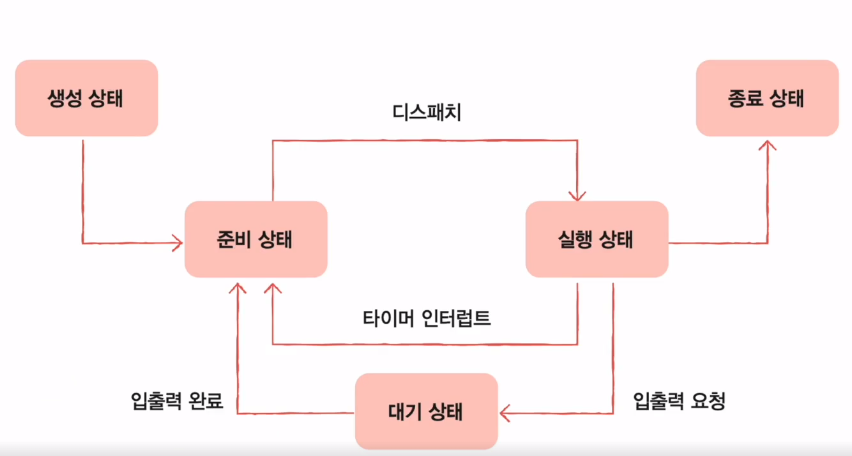 생성 상태
종료 상태
디스패치
준비 상태
실행 상태
타이머 인터럽트
입출력 완료
대기 상태
입출력 요청